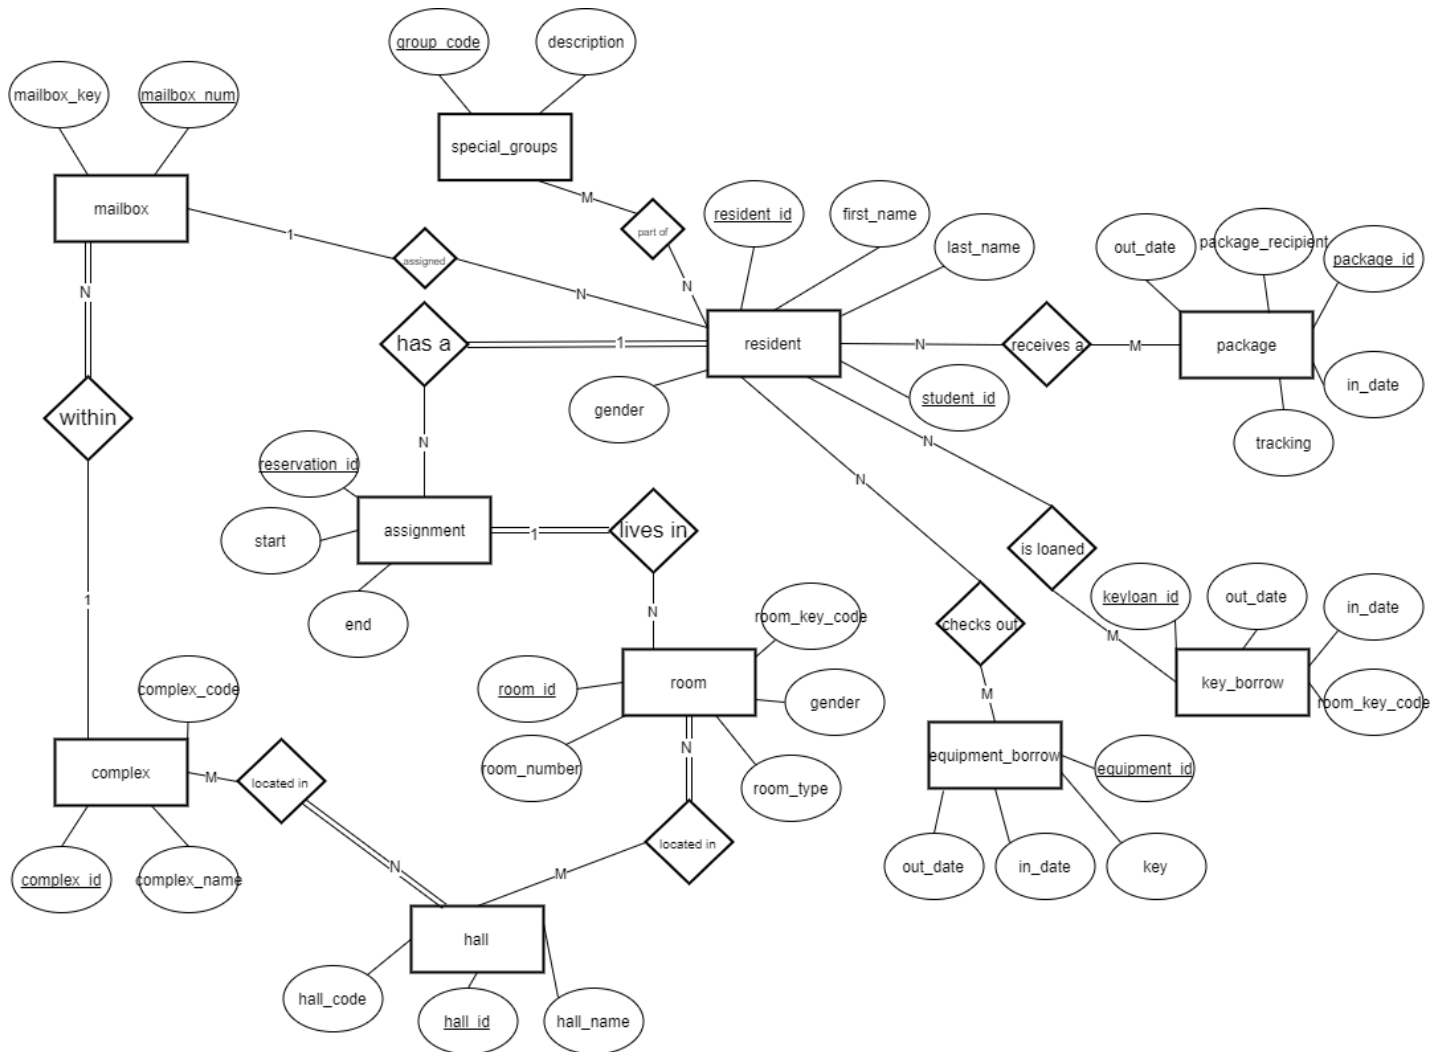 group_code
description
mailbox_key
mailbox_num
special_groups
mailbox
M
part of
resident_id
first_name
last_name
out_date
package_recipient
package_id
1
assigned
N
N
N
has a
1
resident
N
receives a
M
package
gender
student_id
in_date
tracking
within
N
N
N
reservation_id
start
assignment
1
lives in
end
is loaned
keyloan_id
out_date
in_date
1
N
room_key_code
checks out
M
complex_code
room_id
room
gender
M
key_borrow
room_key_code
complex
M
located in
room_number
N
room_type
equipment_borrow
equipment_id
complex_id
complex_name
N
M
located in
out_date
in_date
key
hall
hall_code
hall_id
hall_name